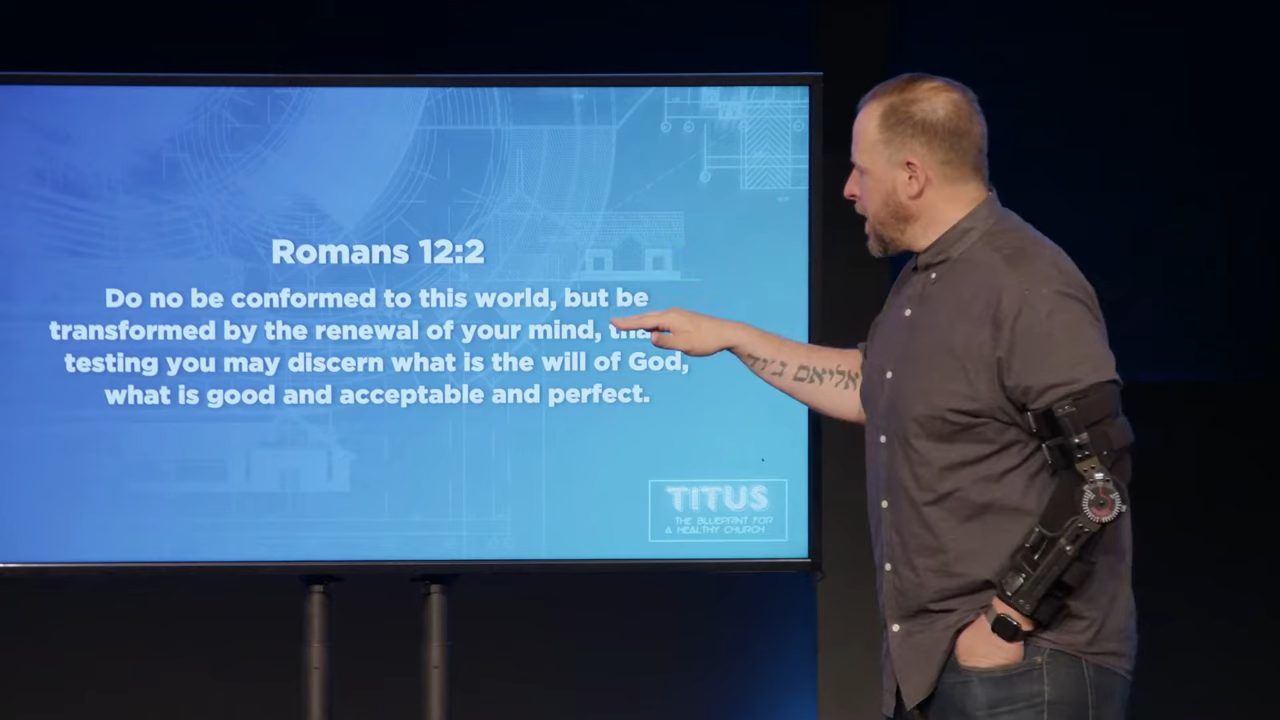 Romans 12:2
Do no be conformed to this world, but be
transformed by the renewal of your mind,
testing you may discern what is the will of God,
what is good and acceptable and perfect.
אליאם
TITUS
THE BLUEPRINT FOR
A HEALTHY CHURCH